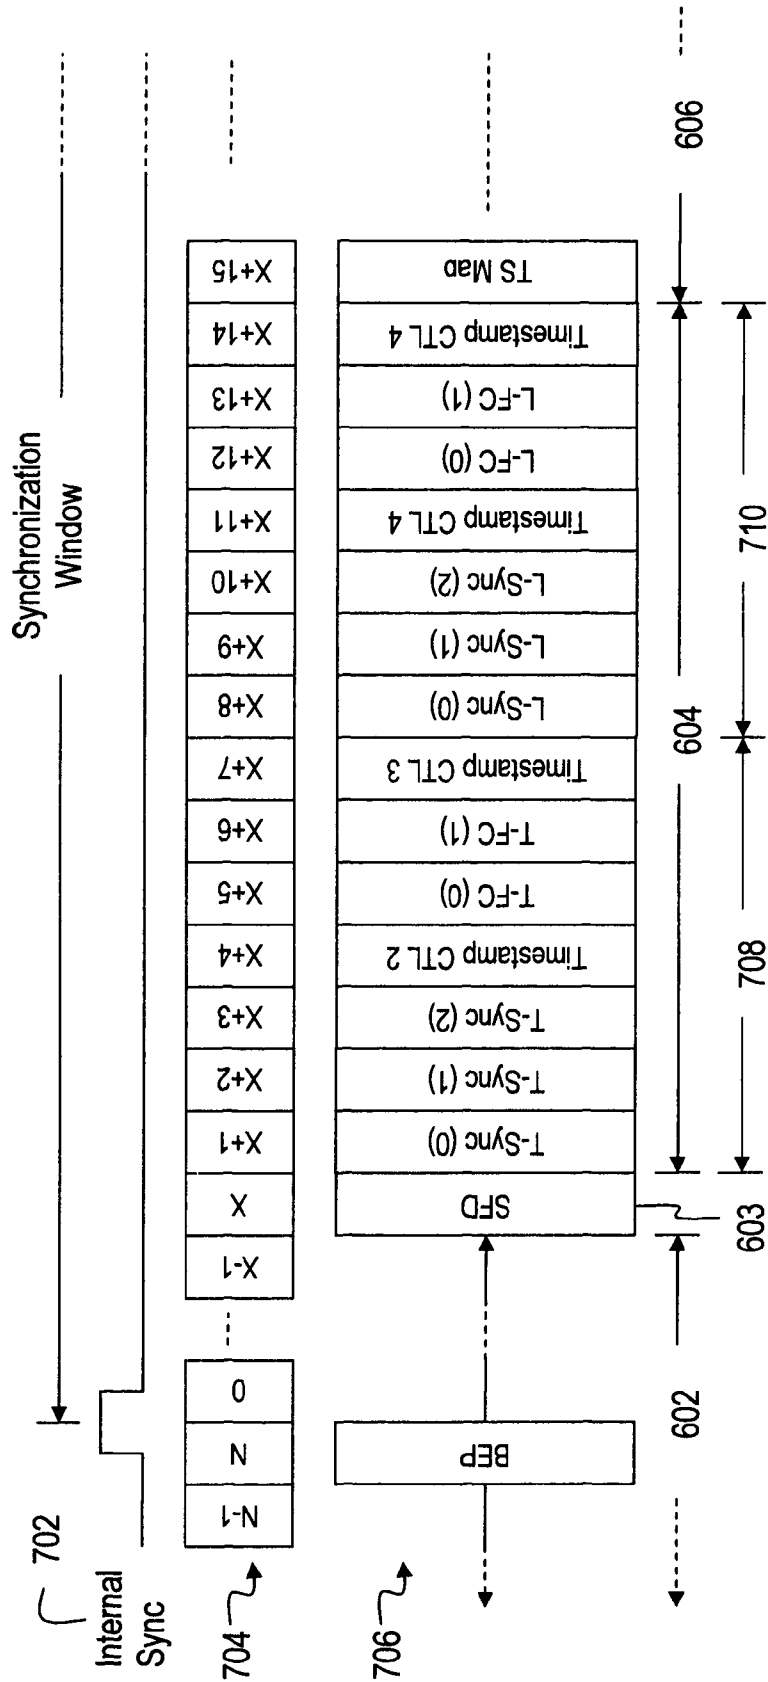 Synchronization
Window
702
Internal
Sync
704
N-1
N
0
X-1
X
X+1
X+2
X+3
X+4
X+5
X+6
X+7
X+8
X+9
X+10
X+11
X+12
X+13
X+14
X+15
706
BEP
SFD
T-Sync (0)
T-Sync (1)
T-Sync (2)
Timestamp CTL 2
T-FC (0)
T-FC (1)
Timestamp CTL 3
L-Sync (0)
L-Sync (1)
L-Sync (2)
Timestamp CTL 4
L-FC (0)
L-FC (1)
Timestamp CTL 4
TS Map
602
604
606
603
708
710